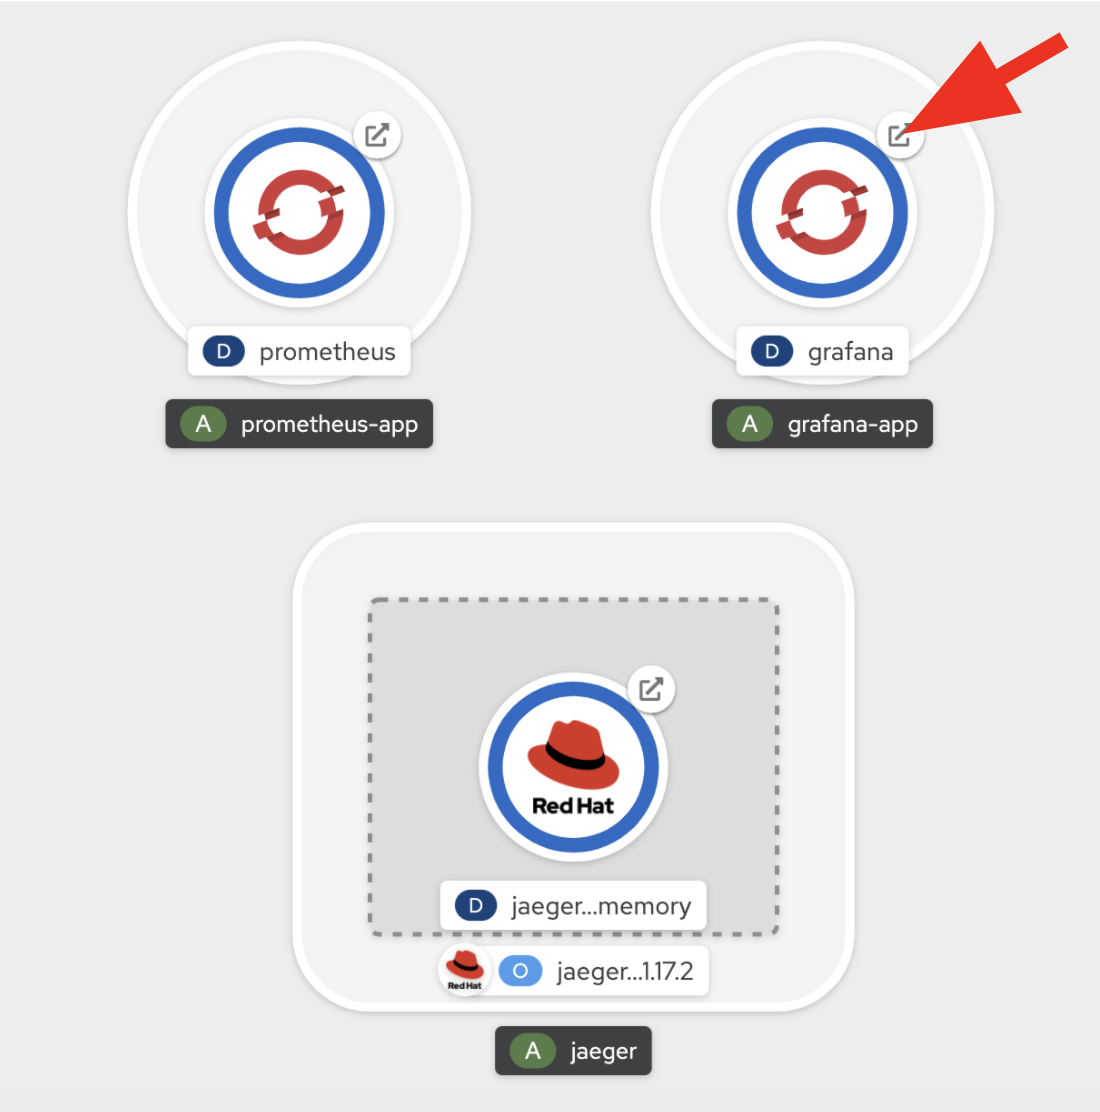 D prometheus
A prometheus-app
D grafana
A grafana-app
Red Hat
D jaeger...memory
Red Hat O jaeger...1.17.2
A jaeger